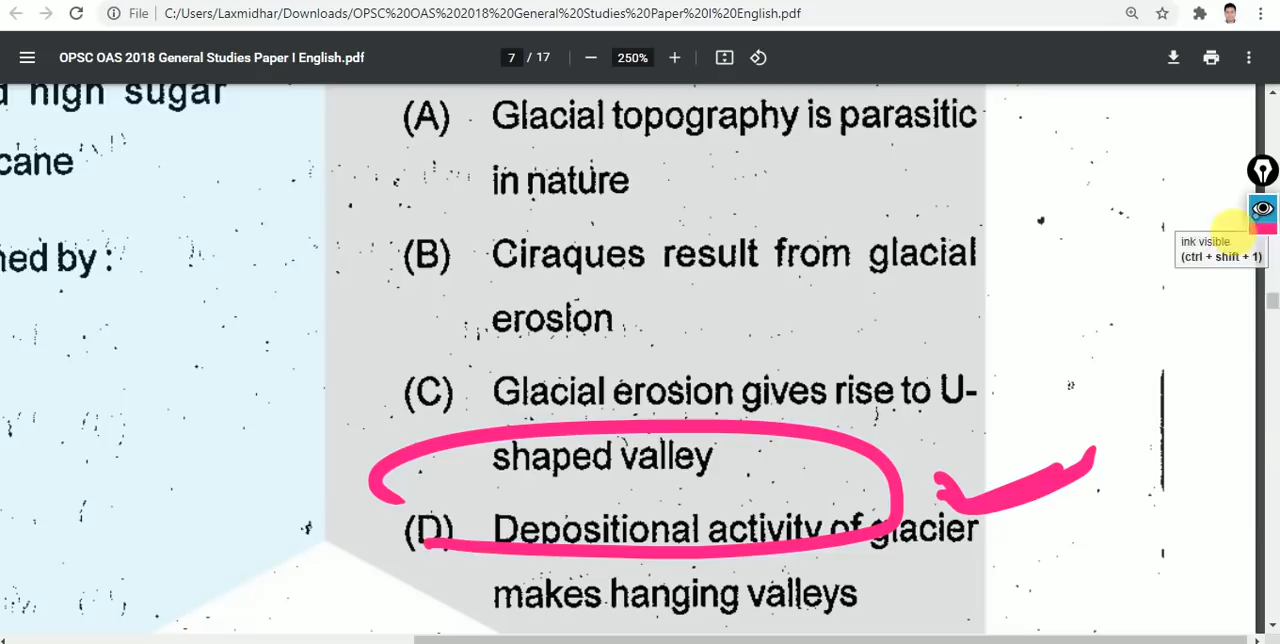 File
C:/Users/Laxmidhar/Downloads/OPSC%20OAS%202018%20General%20Studies%20Paper%20I%20English.pdf
OPSC OAS 2018 General Studies Paper I English.pdf
7 / 17
250%
high sugar
cane
ned by :
(A) Glacial topography is parasitic
in nature
(B) Ciraques result from glacial
erosion
(C) Glacial erosion gives rise to U-
shaped valley
(D) Depositional activity of glacier
makes hanging valleys
ink visible
(ctrl + shift + 1)